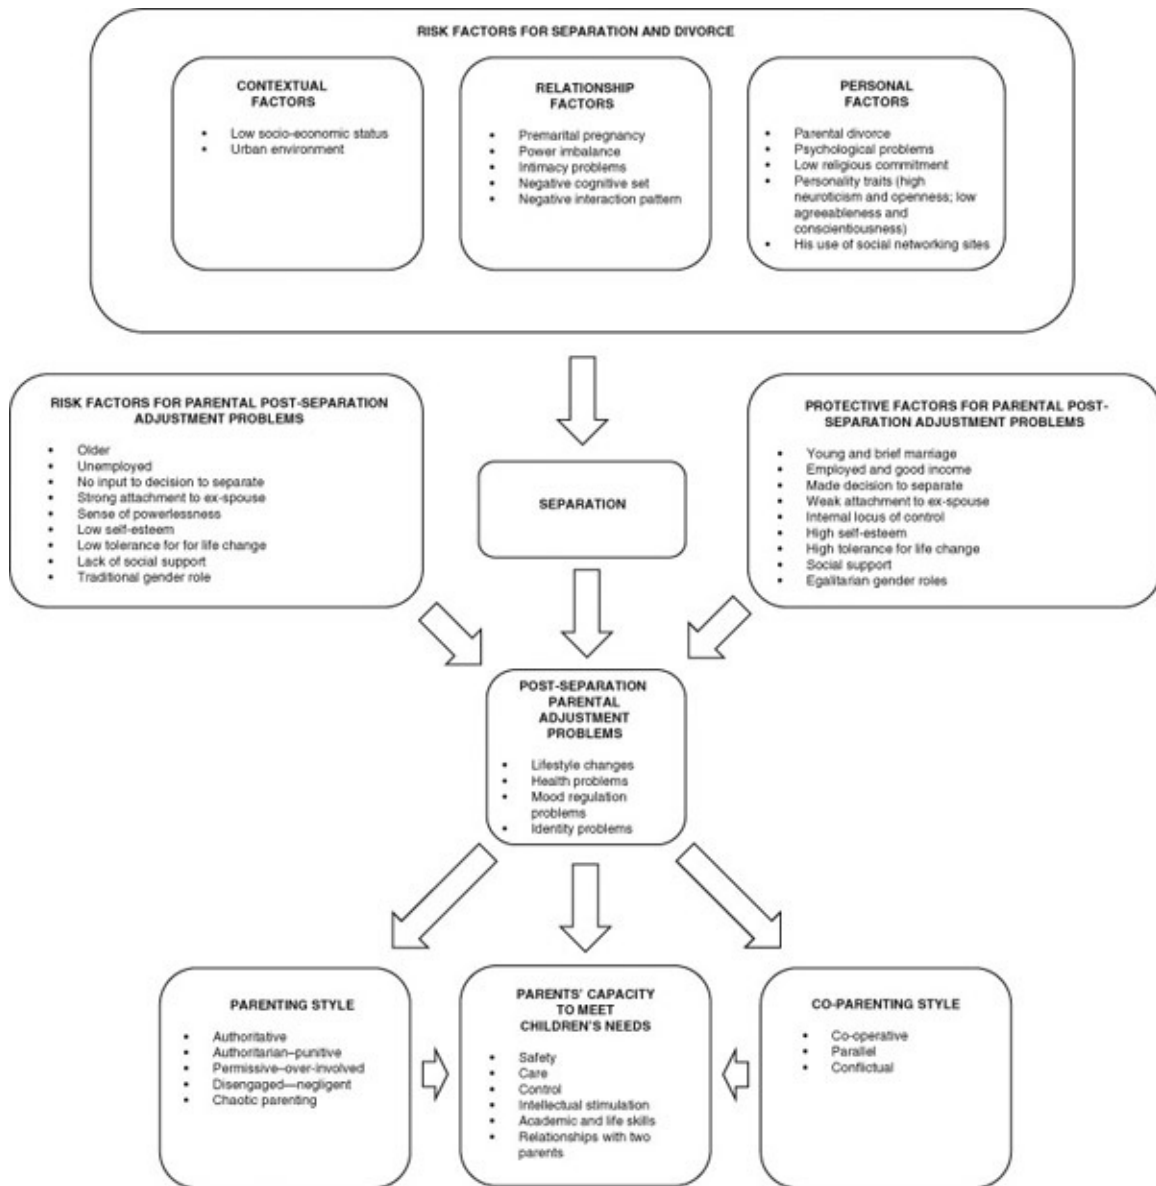 RISK FACTORS FOR SEPARATION AND DIVORCE
CONTEXTUAL
FACTORS
• Low socio-economic status
• Urban environment
RELATIONSHIP
FACTORS
• Premarital pregnancy
• Power imbalance
• Intimacy problems
• Negative cognitive set
• Negative interaction pattern
PERSONAL
FACTORS
• Parental divorce
• Psychological problems
• Low religious commitment
• Personality traits (high
neuroticism and openness; low
agreeableness and
conscientiousness)
• His use of social networking sites
RISK FACTORS FOR PARENTAL POST-SEPARATION
ADJUSTMENT PROBLEMS
• Older
• Unemployed
• No input to decision to separate
• Strong attachment to ex-spouse
• Sense of powerlessness
• Low self-esteem
• Low tolerance for for life change
• Lack of social support
• Traditional gender role
SEPARATION
PROTECTIVE FACTORS FOR PARENTAL POST-
SEPARATION ADJUSTMENT PROBLEMS
• Young and brief marriage
• Employed and good income
• Made decision to separate
• Weak attachment to ex-spouse
• Internal locus of control
• High self-esteem
• High tolerance for life change
• Social support
• Egalitarian gender roles
POST-SEPARATION
PARENTAL
ADJUSTMENT
PROBLEMS
• Lifestyle changes
• Health problems
• Mood regulation
problems
• Identity problems
PARENTING STYLE
• Authoritative
• Authoritarian–punitive
• Permissive–over-involved
• Disengaged—negligent
• Chaotic parenting
PARENTS' CAPACITY
TO MEET
CHILDREN'S NEEDS
• Safety
• Care
• Control
• Intellectual stimulation
• Academic and life skills
• Relationships with two
parents
CO-PARENTING STYLE
• Co-operative
• Parallel
• Conflictual